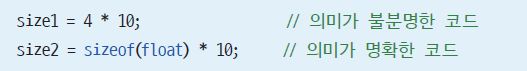 size1 = 4 * 10; // 의미가 불분명한 코드
size2 = sizeof(float) * 10; // 의미가 명확한 코드